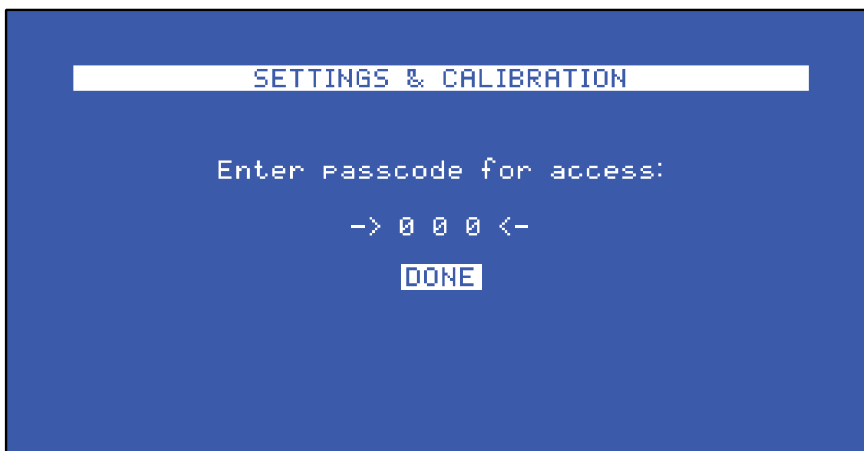 SETTINGS & CALIBRATION
Enter passcode for access:
-> 0 0 0 <-
DONE